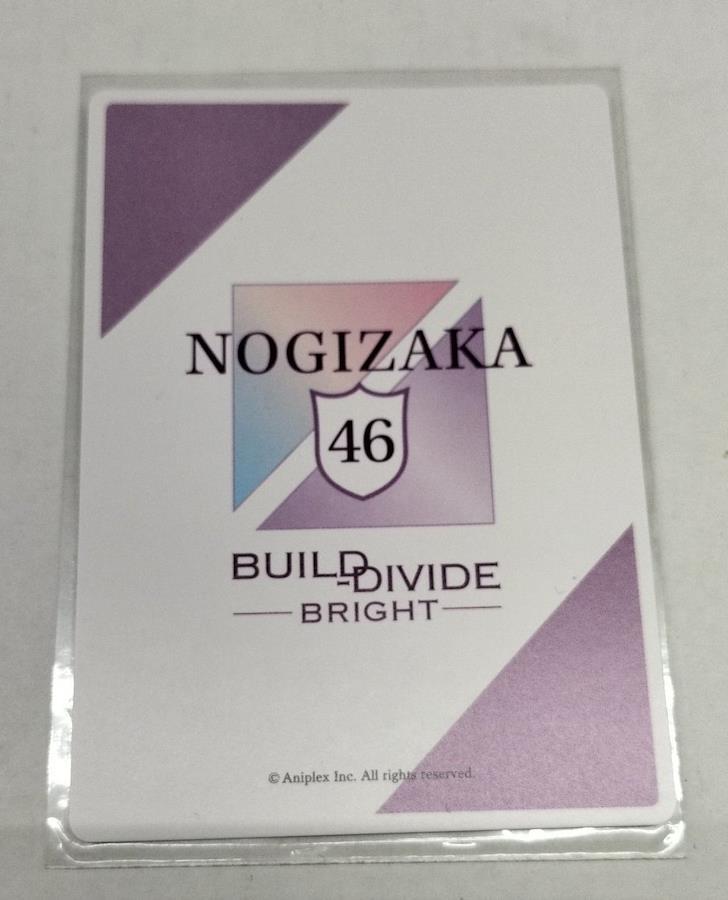 NOGIZAKA
46
BUILD-DIVIDE
BRIGHT
© Aniplex Inc. All rights reserved.